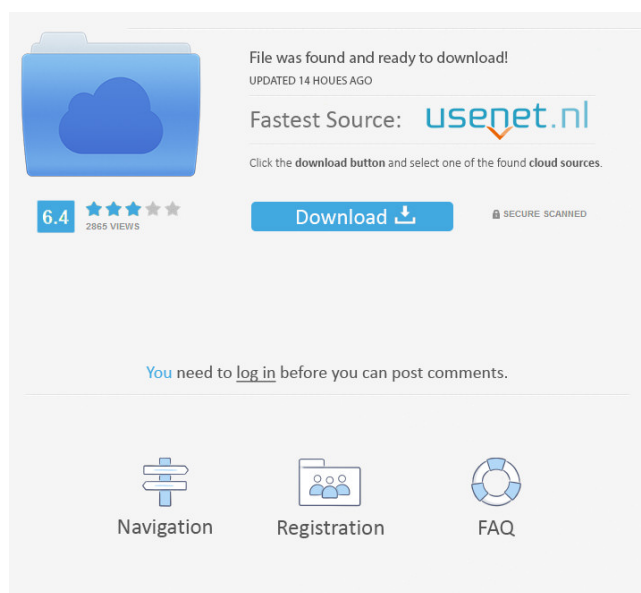 File was found and ready to download!
UPDATED 14 HOUES AGO
Fastest Source: usenet.nl
Click the download button and select one of the found cloud sources.
6.4
2865 VIEWS
Download
SECURE SCANNED
You need to log in before you can post comments.
Navigation
Registration
FAQ